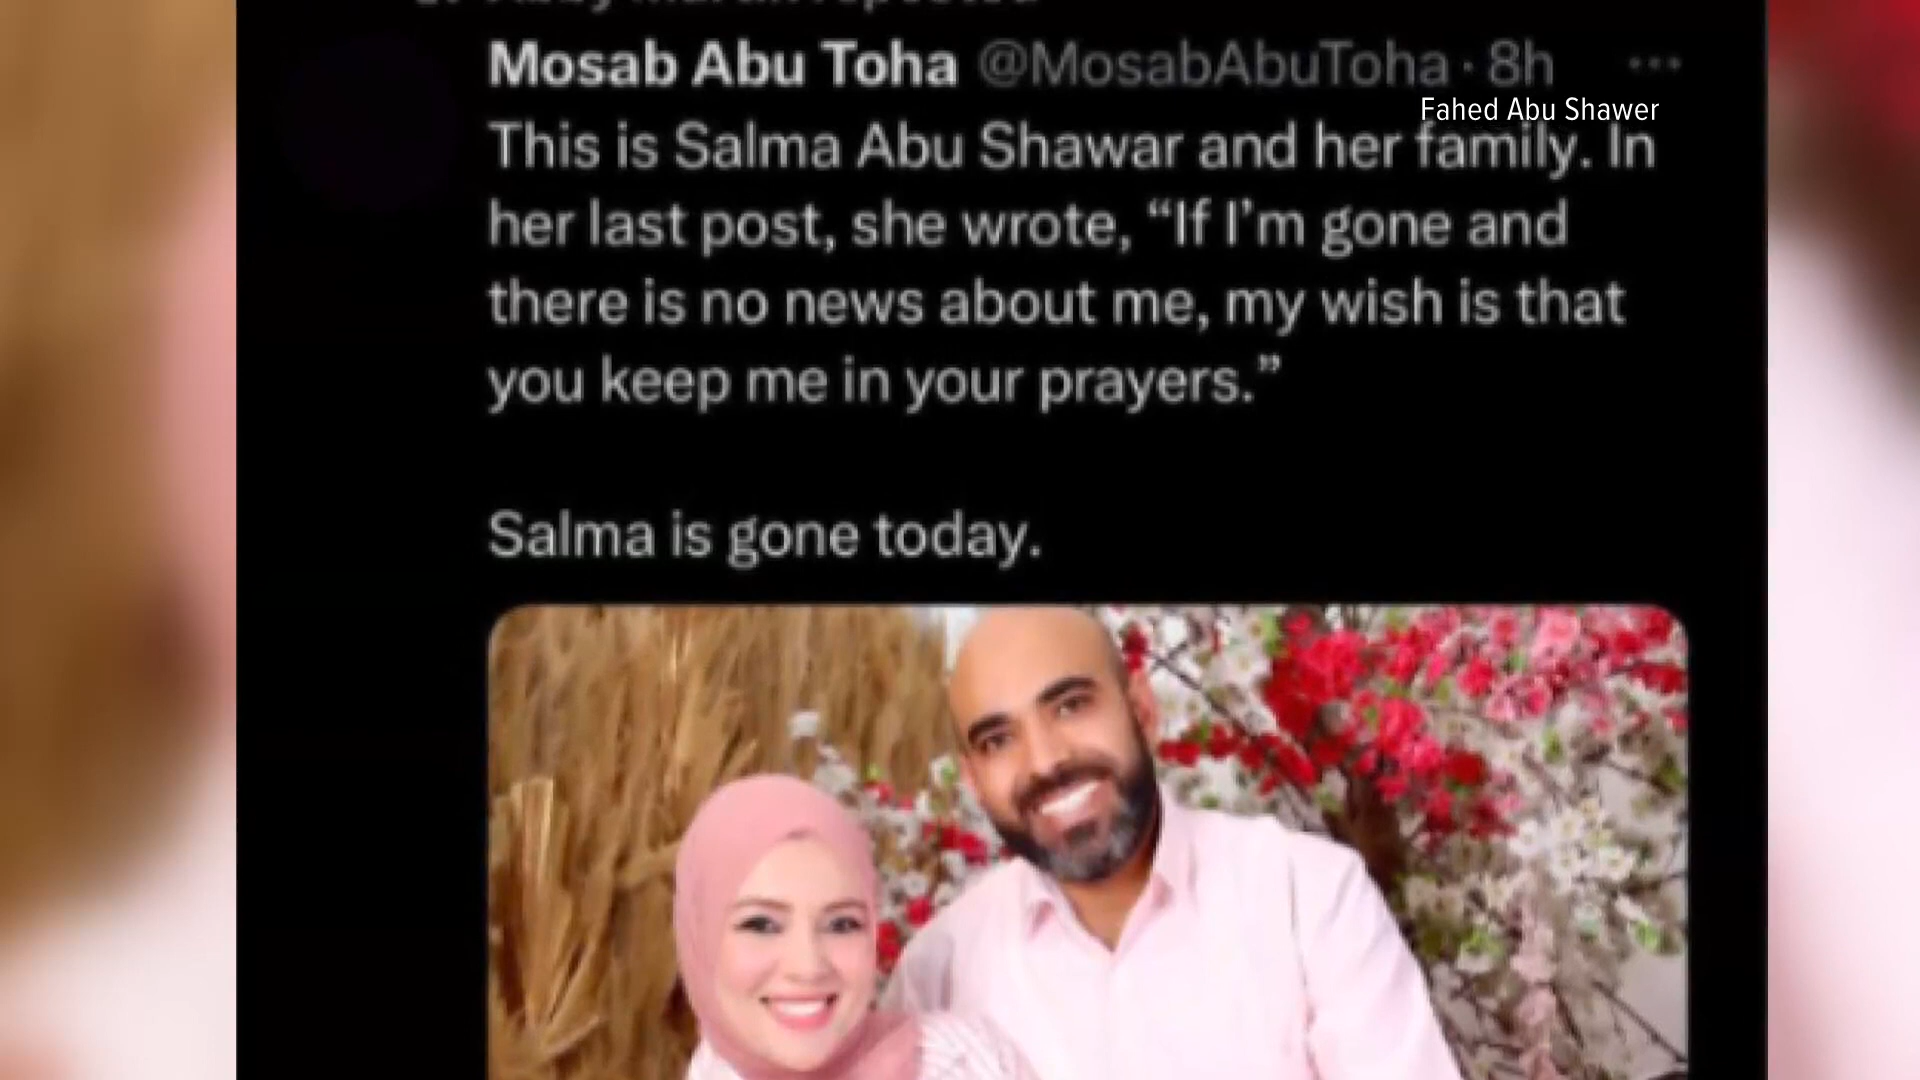 reposted
Mosab Abu Toha @MosabAbuToha · 8h ...
Fahed Abu Shawer
This is Salma Abu Shawar and her family. In
her last post, she wrote, “If I’m gone and
there is no news about me, my wish is that
you keep me in your prayers.”
Salma is gone today.